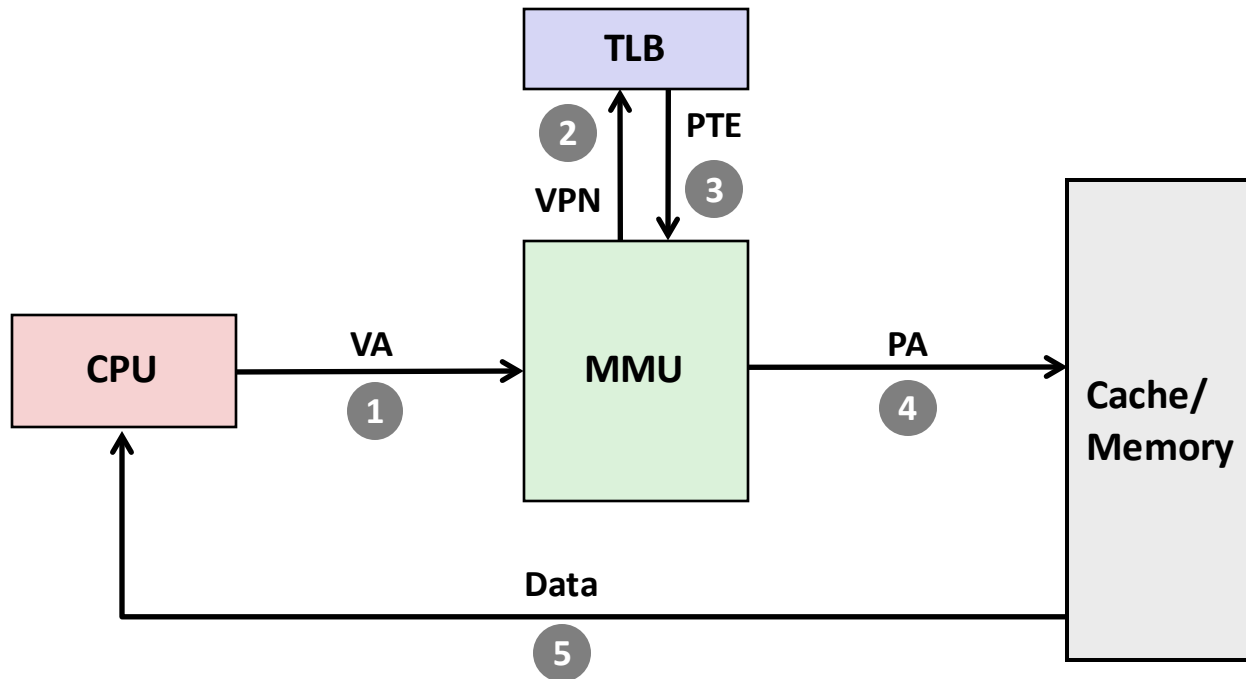 TLB
2
PTE
3
VPN
CPU
VA
1
MMU
PA
4
Cache/
Memory
Data
5